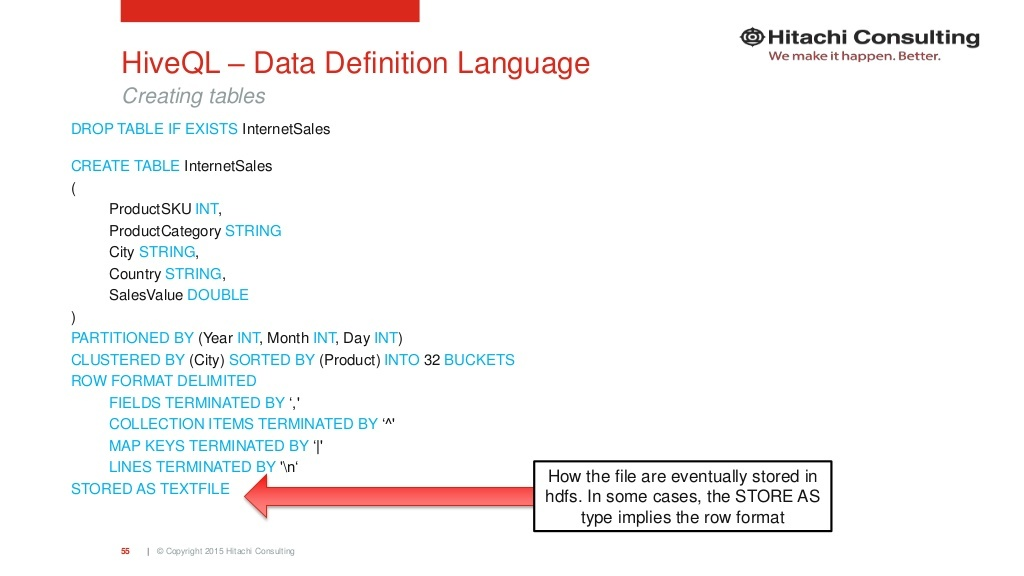 Hitachi Consulting
We make it happen. Better.
HiveQL – Data Definition Language
Creating tables
DROP TABLE IF EXISTS InternetSales
CREATE TABLE InternetSales
(
ProductSKU INT,
ProductCategory STRING
City STRING,
Country STRING,
SalesValue DOUBLE
)
PARTITIONED BY (Year INT, Month INT, Day INT)
CLUSTERED BY (City) SORTED BY (Product) INTO 32 BUCKETS
ROW FORMAT DELIMITED
FIELDS TERMINATED BY ‘,'
COLLECTION ITEMS TERMINATED BY ‘^'
MAP KEYS TERMINATED BY ‘|'
LINES TERMINATED BY '\n‘
STORED AS TEXTFILE
How the file are eventually stored in
hdfs. In some cases, the STORE AS
type implies the row format
55 | © Copyright 2015 Hitachi Consulting